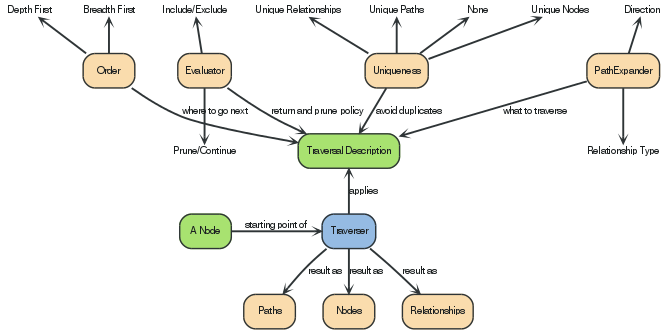 Depth First
Breadth First
Include/Exclude
Unique Relationships
Unique Paths
None
Unique Nodes
Direction
Order
Evaluator
Uniqueness
PathExpander
where to go next
return and prune policy
avoid duplicates
what to traverse
Prune/Continue
Traversal Description
Relationship Type
applies
A Node
starting point of
Traverser
result as
result as
result as
Paths
Nodes
Relationships